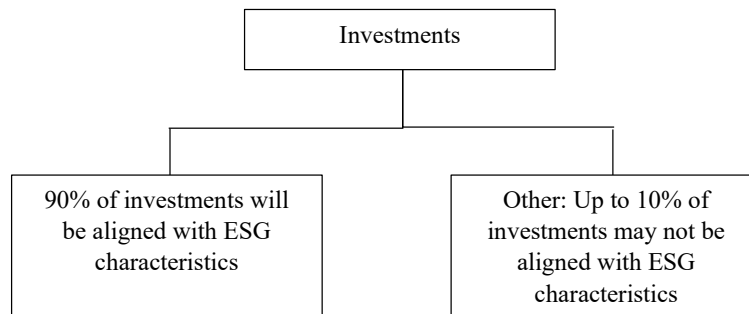 Investments
90% of investments will
be aligned with ESG
characteristics
Other: Up to 10% of
investments may not be
aligned with ESG
characteristics